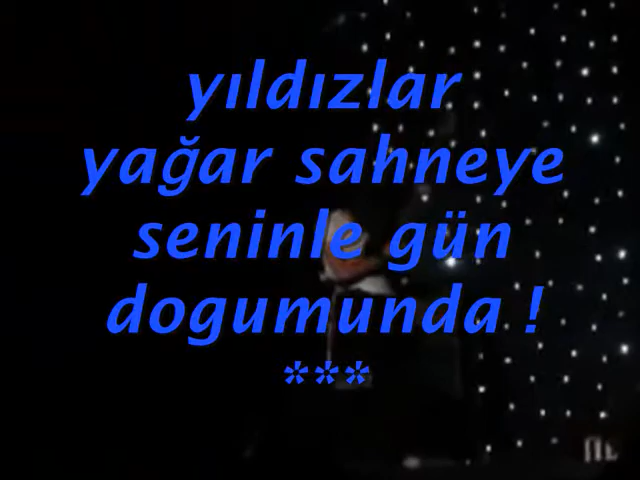 yıldızlar
yağar sahneye
seninle gün
dogumunda !
***